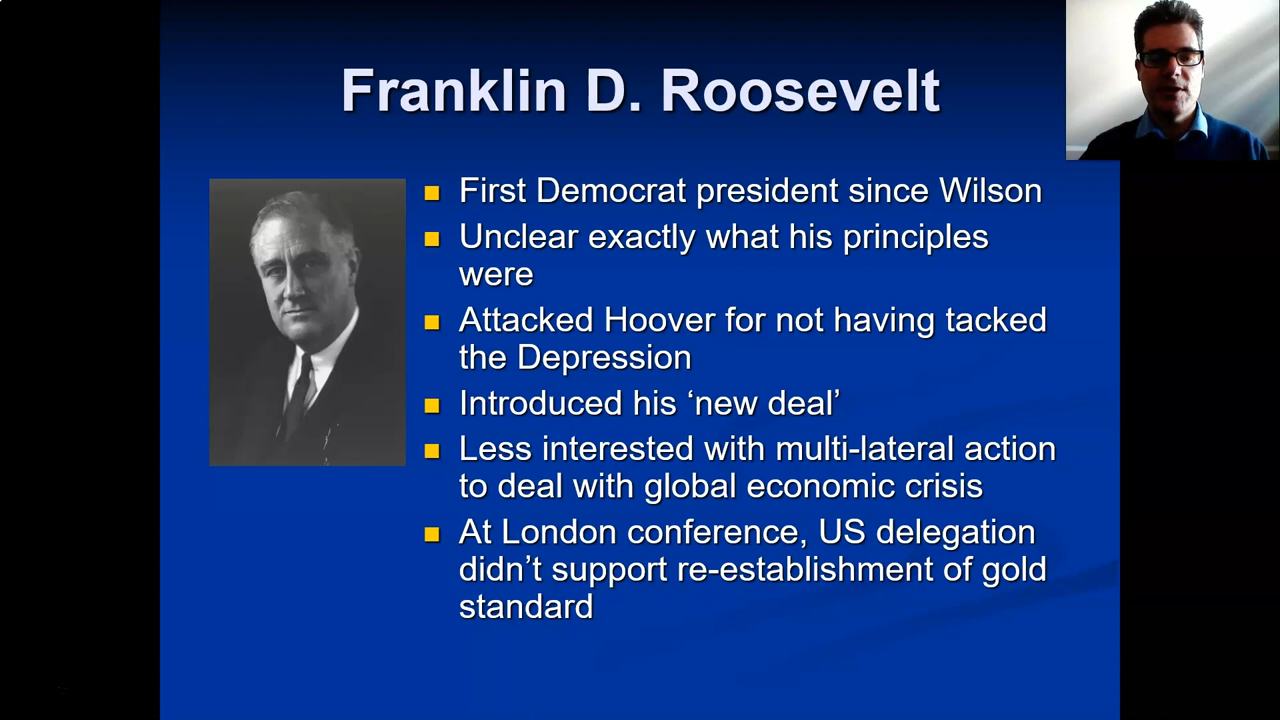 Franklin D. Roosevelt
First Democrat president since Wilson
Unclear exactly what his principles
were
Attacked Hoover for not having tacked
the Depression
Introduced his ‘new deal’
Less interested with multi-lateral action
to deal with global economic crisis
At London conference, US delegation
didn’t support re-establishment of gold
standard